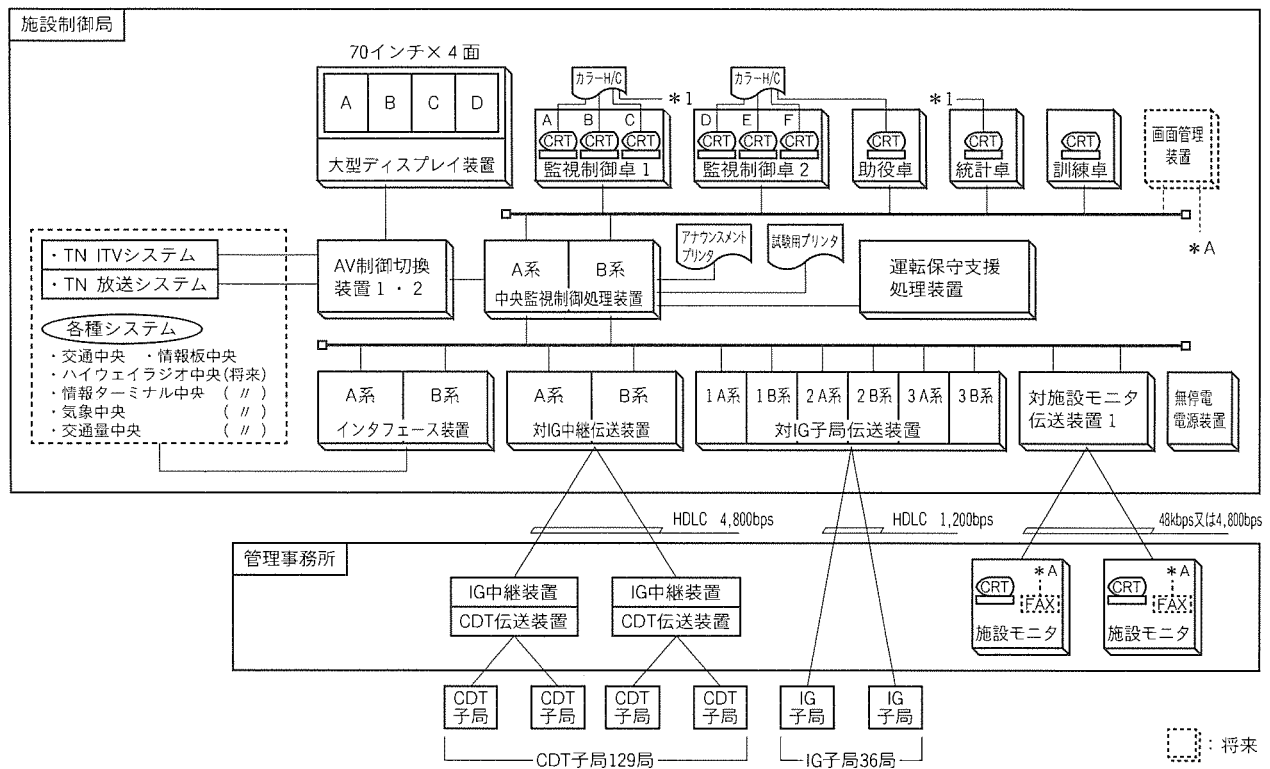 施設制御局
70インチ×4面
A B C D
大型ディスプレイ装置
カラーH/C
*1
A B C
CRT CRT CRT
監視制御卓1
カラーH/C
D E F
CRT CRT CRT
監視制御卓2
CRT
助役卓
*1
CRT
統計卓
CRT
訓練卓
画面管理
装置
*A
・TN ITVシステム
・TN 放送システム
各種システム
・交通中央 ・情報板中央
・ハイウェイラジオ中央(将来)
・情報ターミナル中央 ( 〃 )
・気象中央 ( 〃 )
・交通量中央 ( 〃 )
AV制御切換
装置1・2
A系 B系
中央監視制御処理装置
アナウンスメント
プリンタ
試験用プリンタ
運転保守支援
処理装置
A系 B系
インタフェース装置
A系 B系
対IG中継伝送装置
1A系 1B系 2A系 2B系 3A系 3B系
対IG子局伝送装置
対施設モニタ
伝送装置1
無停電
電源装置
HDLC 4,800bps
HDLC 1,200bps
48kbps又は4,800bps
管理事務所
IG中継装置
CDT伝送装置
IG中継装置
CDT伝送装置
CRT
*A
FAX
施設モニタ
CRT
*A
FAX
施設モニタ
CDT
子局
CDT
子局
CDT
子局
CDT
子局
IG
子局
IG
子局
CDT子局129局
IG子局36局
:将来